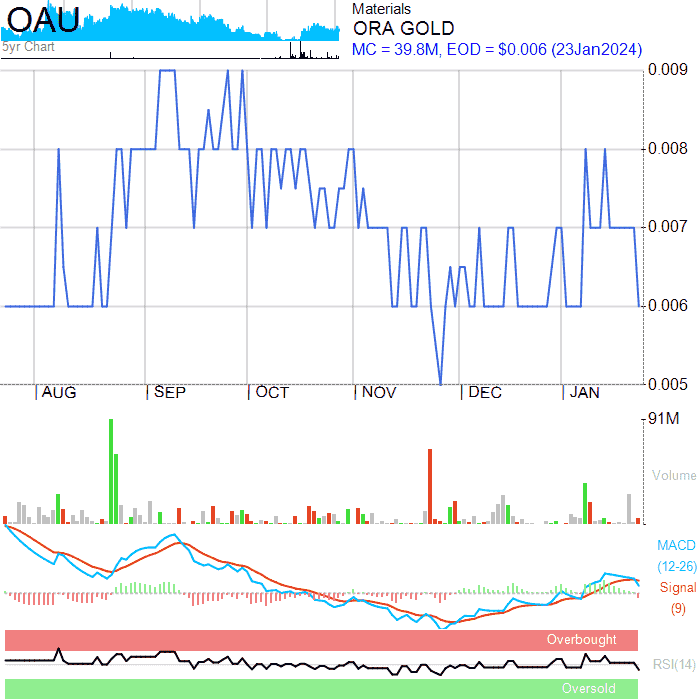 OAU
5yr Chart
Materials
ORA GOLD
MC = 39.8M, EOD = $0.006 (23Jan2024)
0.009
0.008
0.007
0.006
0.005
AUG SEP OCT NOV DEC JAN
91M
Volume
MACD
(12-26)
Signal
(9)
Overbought
RSI(14)
Oversold